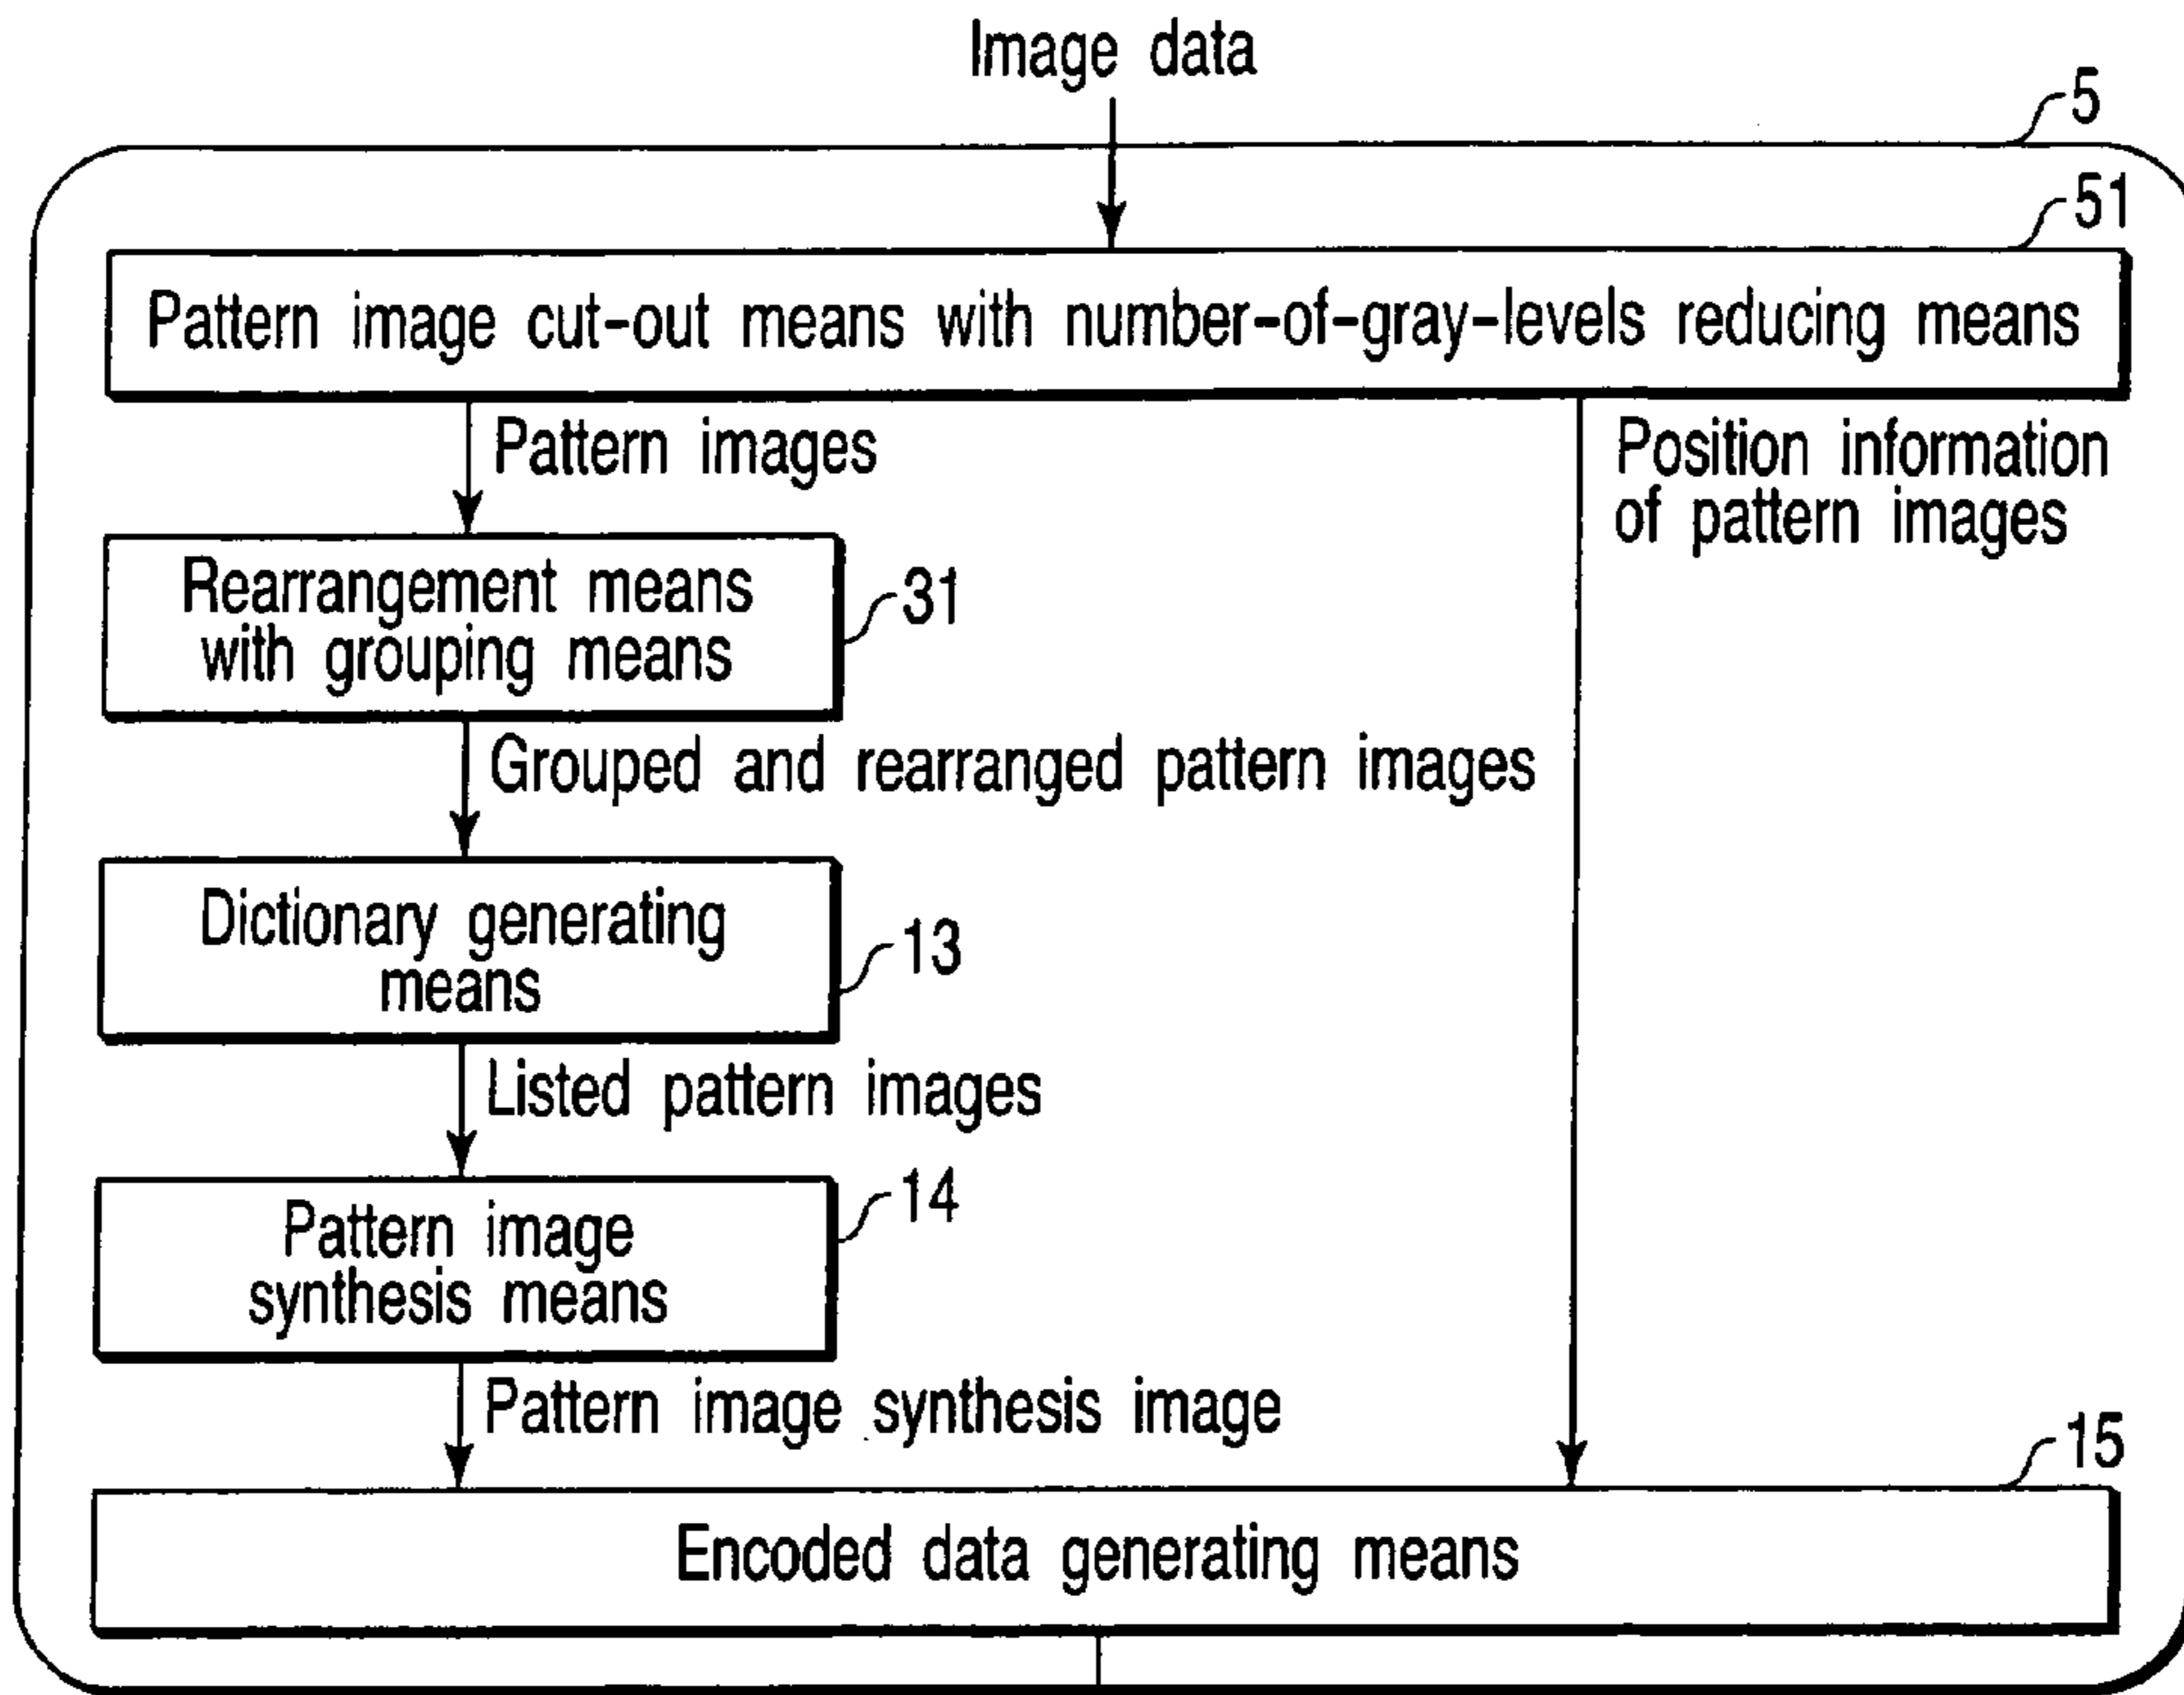 Image data
5
51
Pattern image cut-out means with number-of-gray-levels reducing means
Pattern images
Position information
of pattern images
Rearrangement means
with grouping means
31
Grouped and rearranged pattern images
Dictionary generating
means
13
Listed pattern images
Pattern image
synthesis means
14
Pattern image synthesis image
15
Encoded data generating means